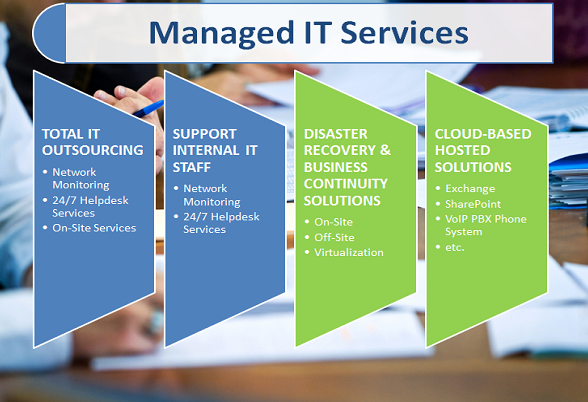 Managed IT Services
TOTAL IT
OUTSOURCING
• Network
Monitoring
• 24/7 Helpdesk
Services
• On-Site Services
SUPPORT
INTERNAL IT
STAFF
• Network
Monitoring
• 24/7 Helpdesk
Services
DISASTER
RECOVERY &
BUSINESS
CONTINUITY
SOLUTIONS
• On-Site
• Off-Site
• Virtualization
CLOUD-BASED
HOSTED
SOLUTIONS
• Exchange
• SharePoint
• VoIP PBX Phone
System
• etc.